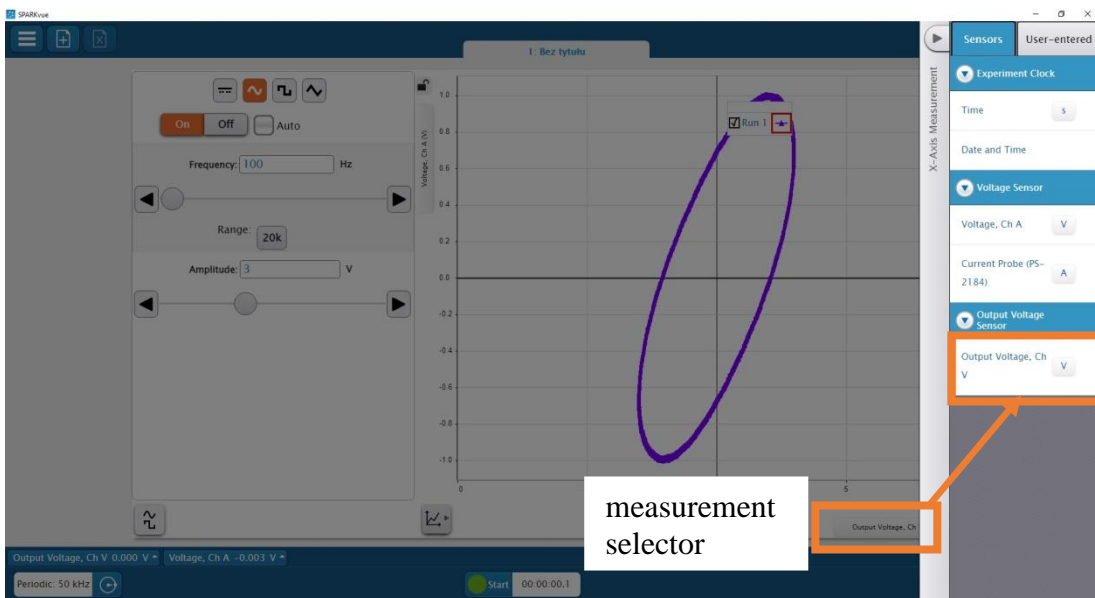 SPARKvue
1: Bez tytułu
On
Off
Auto
Frequency: 100 Hz
Range: 20k
Amplitude: 3 V
Voltage, Ch A (V)
1.0
0.8
0.6
0.4
0.2
0.0
-0.2
-0.4
-0.6
-0.8
-1.0
0
5
Run 1
measurement
selector
Output Voltage, Ch
X-Axis Measurement
Sensors
User-entered
Experiment Clock
Time s
Date and Time
Voltage Sensor
Voltage, Ch A V
Current Probe (PS-
2184) A
Output Voltage
Sensor
Output Voltage, Ch
V V
Output Voltage, Ch V 0.000 V
Voltage, Ch A -0.003 V
Periodic: 50 kHz
Start
00:00:00.1